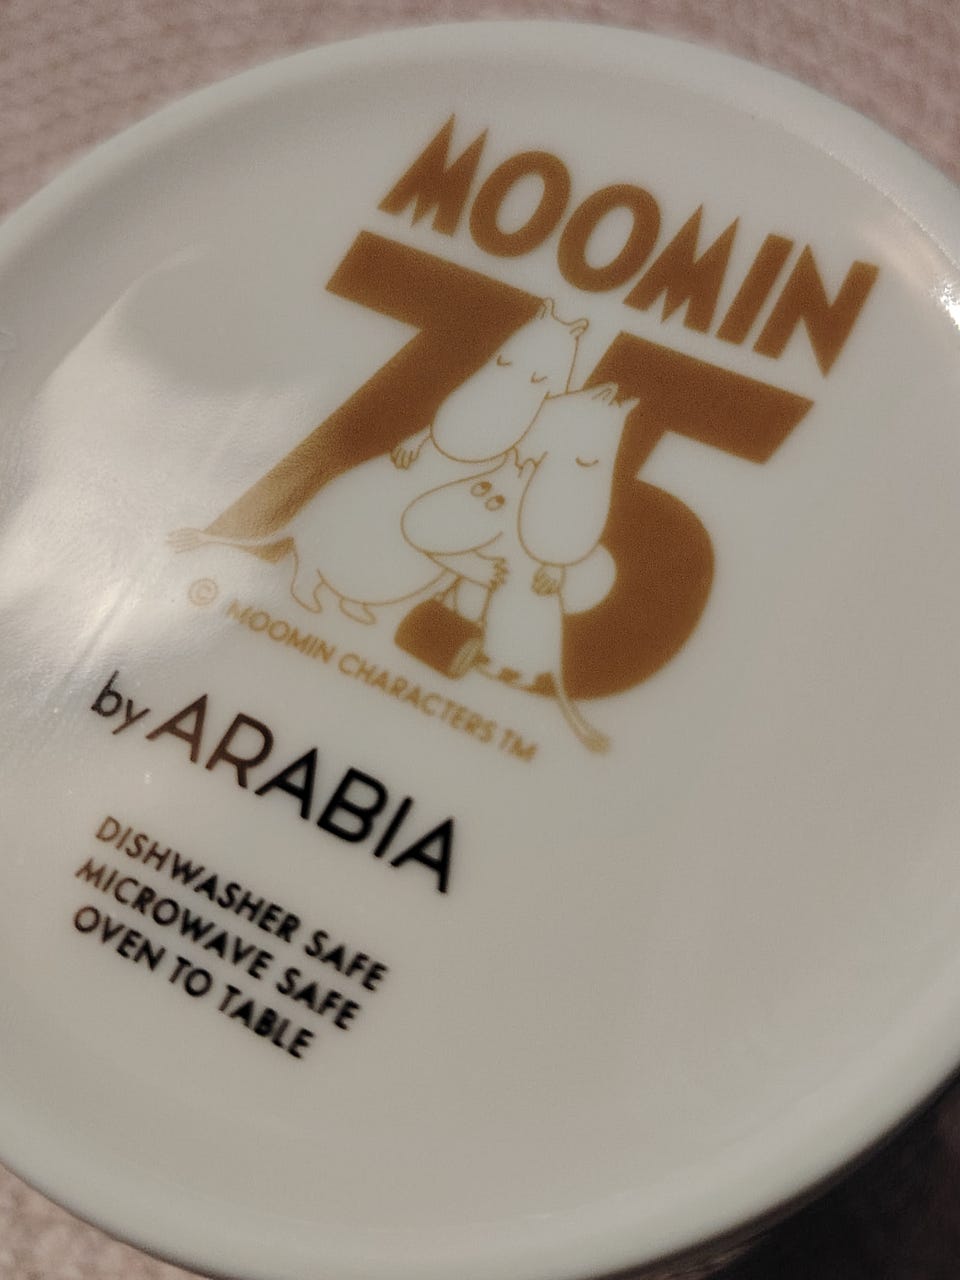 MOOMIN
75
© MOOMIN CHARACTERS TM
by ARABIA
DISHWASHER SAFE
MICROWAVE SAFE
OVEN TO TABLE